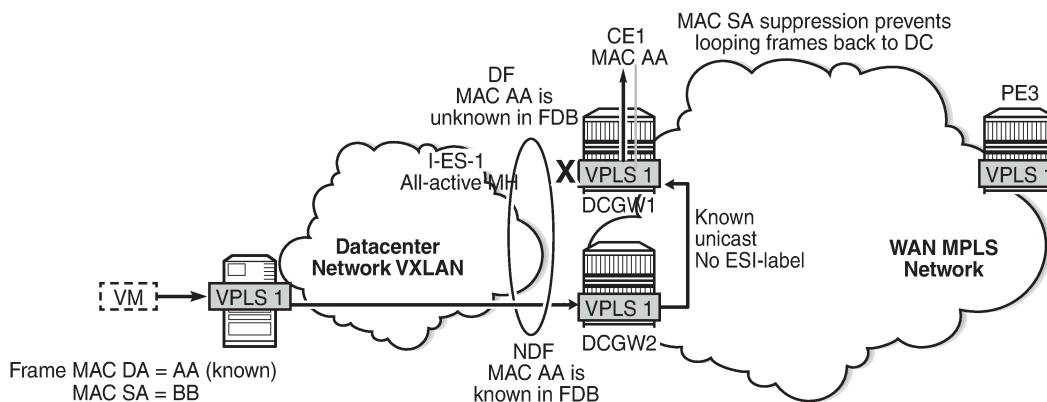 MAC SA suppression prevents
looping frames back to DC
CE1
MAC AA
DF
MAC AA is
unknown in FDB
PE3
I-ES-1
All-active MH
X
VPLS 1
VPLS 1
DCGW1
Known
unicast
No ESI-label
Datacenter
Network VXLAN
WAN MPLS
Network
VM
VPLS 1
VPLS 1
DCGW2
NDF
MAC AA is
known in FDB
Frame MAC DA = AA (known)
MAC SA = BB